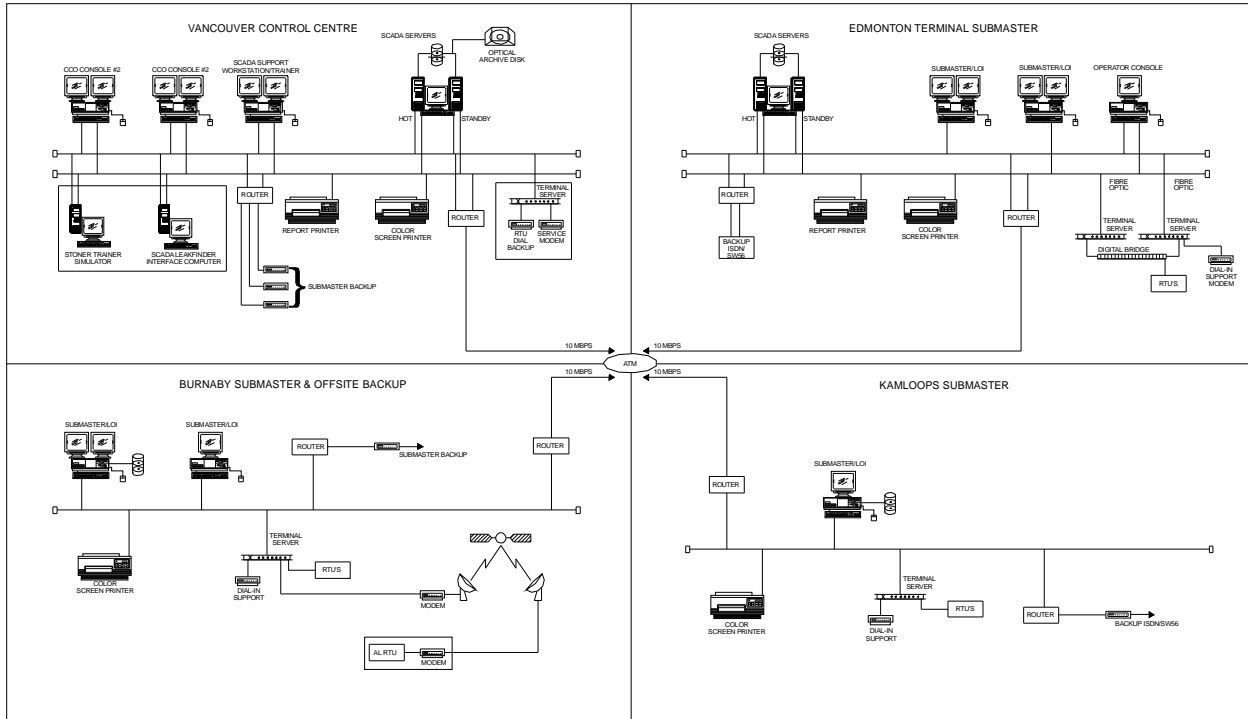 VANCOUVER CONTROL CENTRE
SCADA SERVERS
OPTICAL
ARCHIVE DISK
CCO CONSOLE #2
CCO CONSOLE #2
SCADA SUPPORT
WORKSTATION/TRAINER
HOT
STANDBY
ROUTER
REPORT PRINTER
COLOR
SCREEN PRINTER
ROUTER
TERMINAL
SERVER
RTU
DIAL
BACKUP
SERVICE
MODEM
STONER TRAINER
SIMULATOR
SCADA LEAKFINDER
INTERFACE COMPUTER
SUBMASTER BACKUP
10 MBPS
EDMONTON TERMINAL SUBMASTER
SCADA SERVERS
SUBMASTER/LOI
SUBMASTER/LOI
OPERATOR CONSOLE
HOT
STANDBY
ROUTER
BACKUP
ISDN/
SW56
REPORT PRINTER
COLOR
SCREEN PRINTER
ROUTER
FIBRE
OPTIC
FIBRE
OPTIC
TERMINAL
SERVER
TERMINAL
SERVER
DIGITAL BRIDGE
RTU'S
DIAL-IN
SUPPORT
MODEM
10 MBPS
ATM
BURNABY SUBMASTER & OFFSITE BACKUP
10 MBPS
SUBMASTER/LOI
SUBMASTER/LOI
ROUTER
SUBMASTER BACKUP
ROUTER
COLOR
SCREEN PRINTER
TERMINAL
SERVER
DIAL-IN
SUPPORT
RTU'S
MODEM
AL RTU
MODEM
KAMLOOPS SUBMASTER
10 MBPS
ROUTER
SUBMASTER/LOI
COLOR
SCREEN PRINTER
TERMINAL
SERVER
DIAL-IN
SUPPORT
RTU'S
ROUTER
BACKUP ISDN/SW56